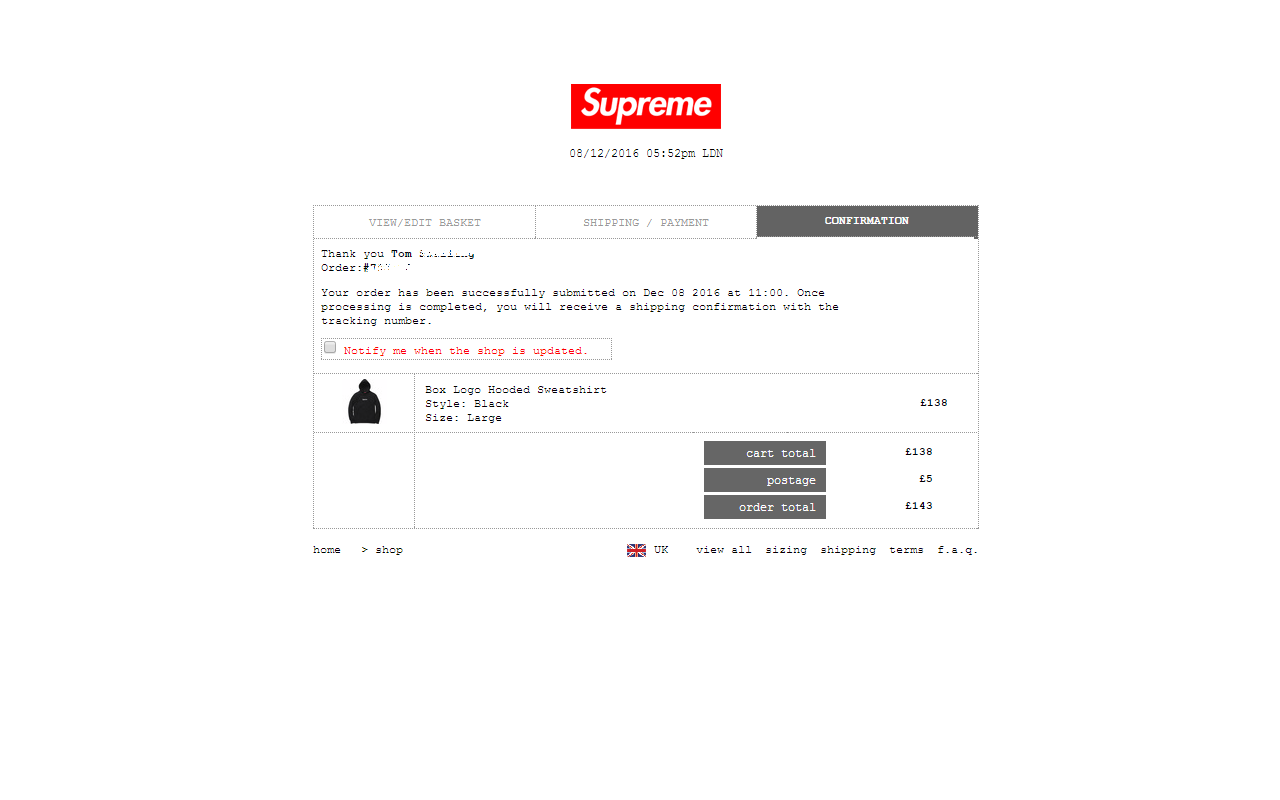 Supreme
08/12/2016 05:52pm LDN
VIEW/EDIT BASKET SHIPPING / PAYMENT CONFIRMATION
Thank you Tom
Order:
Your order has been successfully submitted on Dec 08 2016 at 11:00. Once
processing is completed, you will receive a shipping confirmation with the
tracking number.
Notify me when the shop is updated.
Box Logo Hooded Sweatshirt
Style: Black
Size: Large
£138
cart total £138
postage £5
order total £143
home > shop UK view all sizing shipping terms f.a.q.